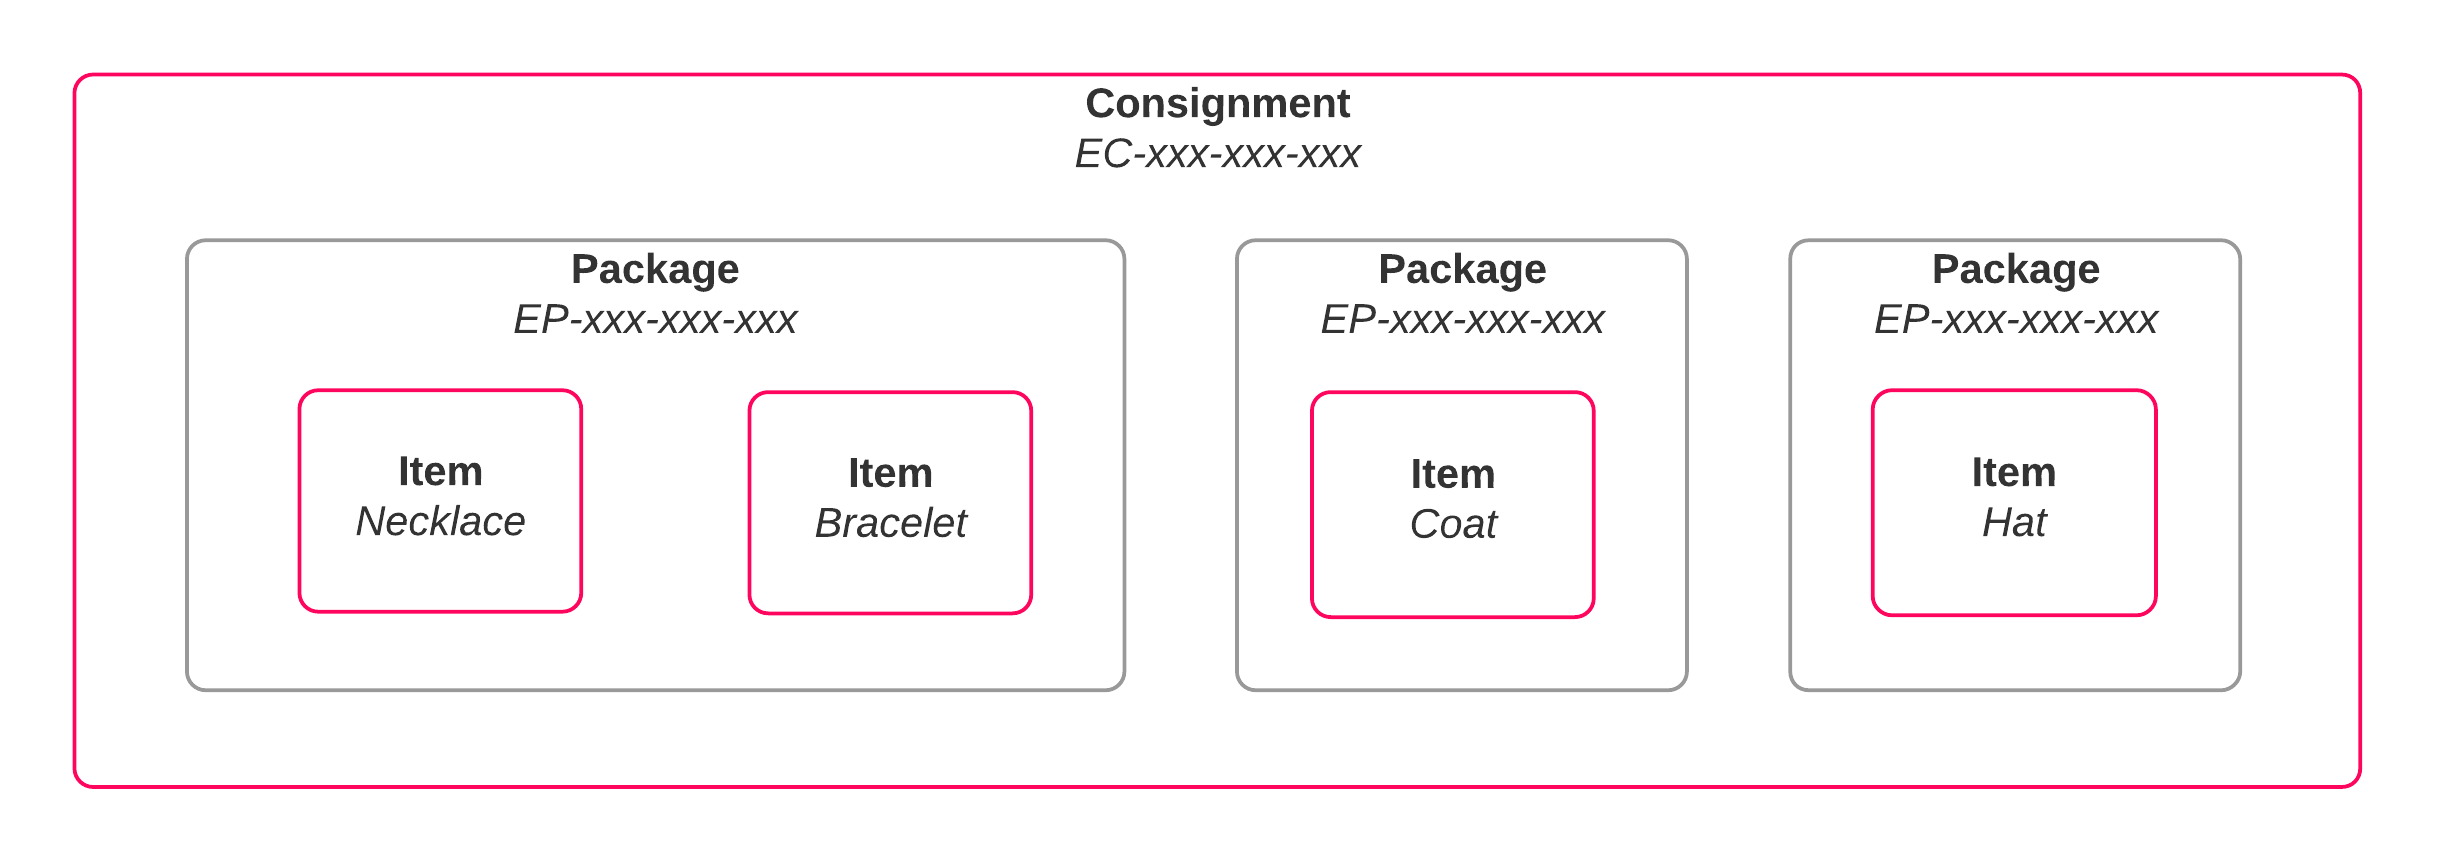 Consignment
EC-xxx-xxx-xxx
Package
EP-xxx-xxx-xxx
Item
Necklace
Item
Bracelet
Package
EP-xxx-xxx-xxx
Item
Coat
Package
EP-xxx-xxx-xxx
Item
Hat